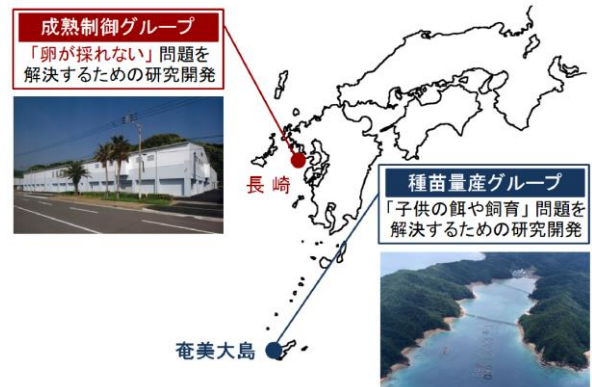 成熟制御グループ
「卵が採れない」問題を
解決するための研究開発
長崎
種苗量産グループ
「子供の餌や飼育」問題を
解決するための研究開発
奄美大島